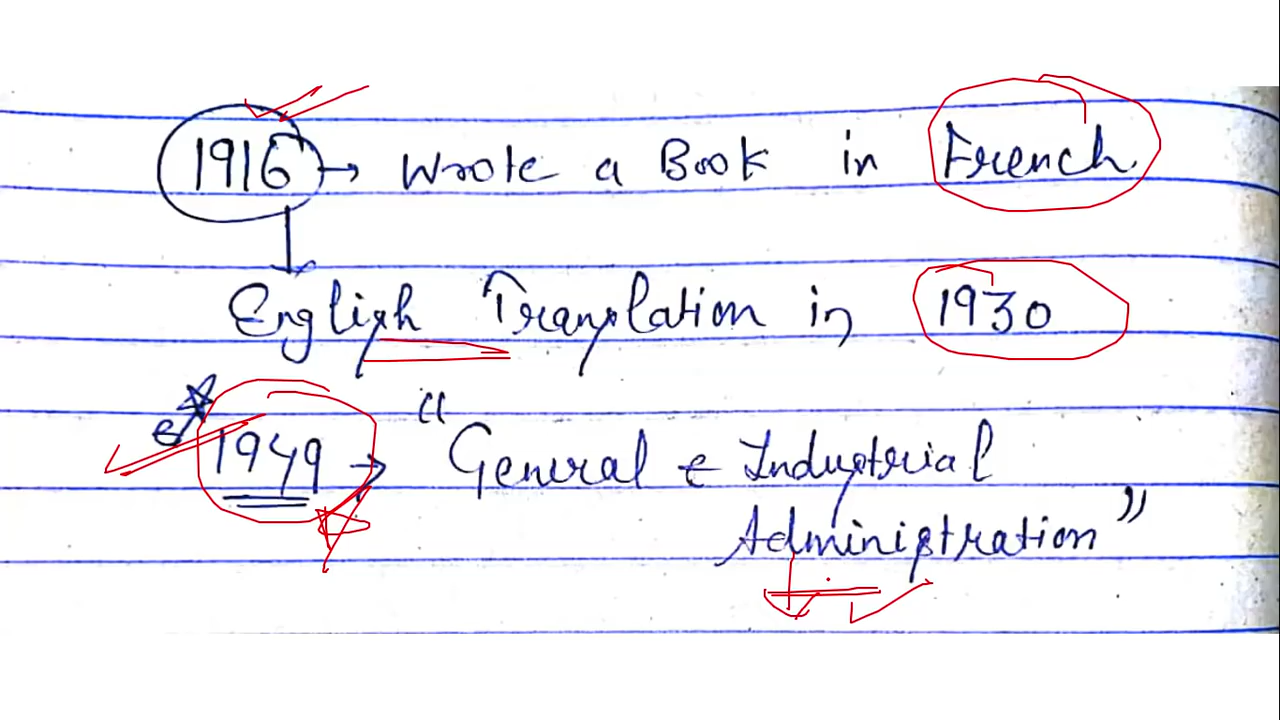 1916 → Wrote a Book in French.
English Translation in 1930
1949 → "General & Industrial
Administration"